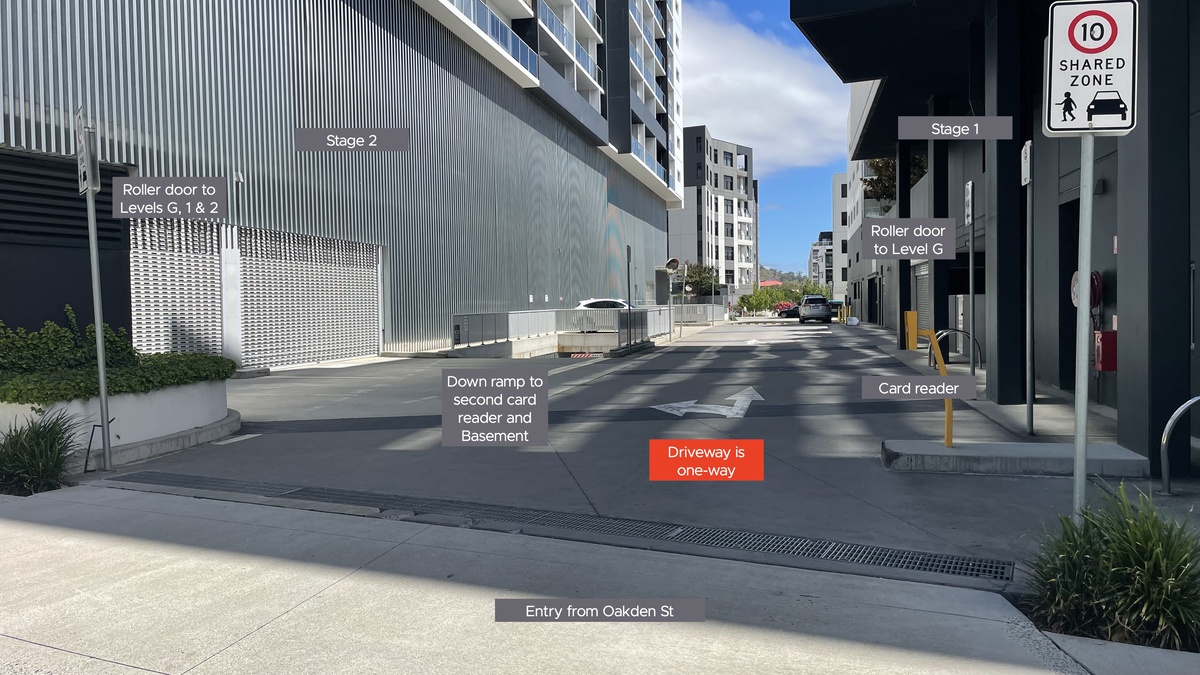 10
SHARED
ZONE
Stage 1
Stage 2
Roller door to
Levels G, 1 & 2
Roller door
to Level G
Down ramp to
second card
reader and
Basement
Card reader
Driveway is
one-way
Entry from Oakden St